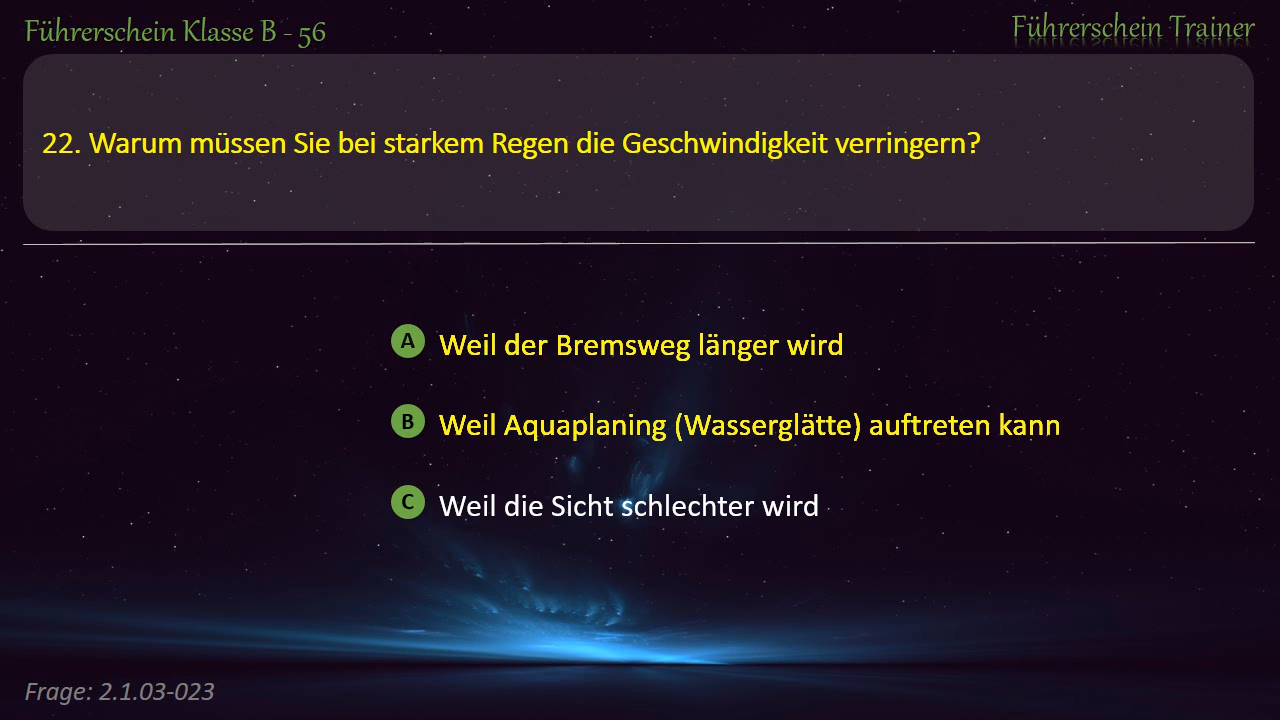 Führerschein Klasse B - 56
Führerschein Trainer
22. Warum müssen Sie bei starkem Regen die Geschwindigkeit verringern?
A Weil der Bremsweg länger wird
B Weil Aquaplaning (Wasserglätte) auftreten kann
C Weil die Sicht schlechter wird
Frage: 2.1.03-023